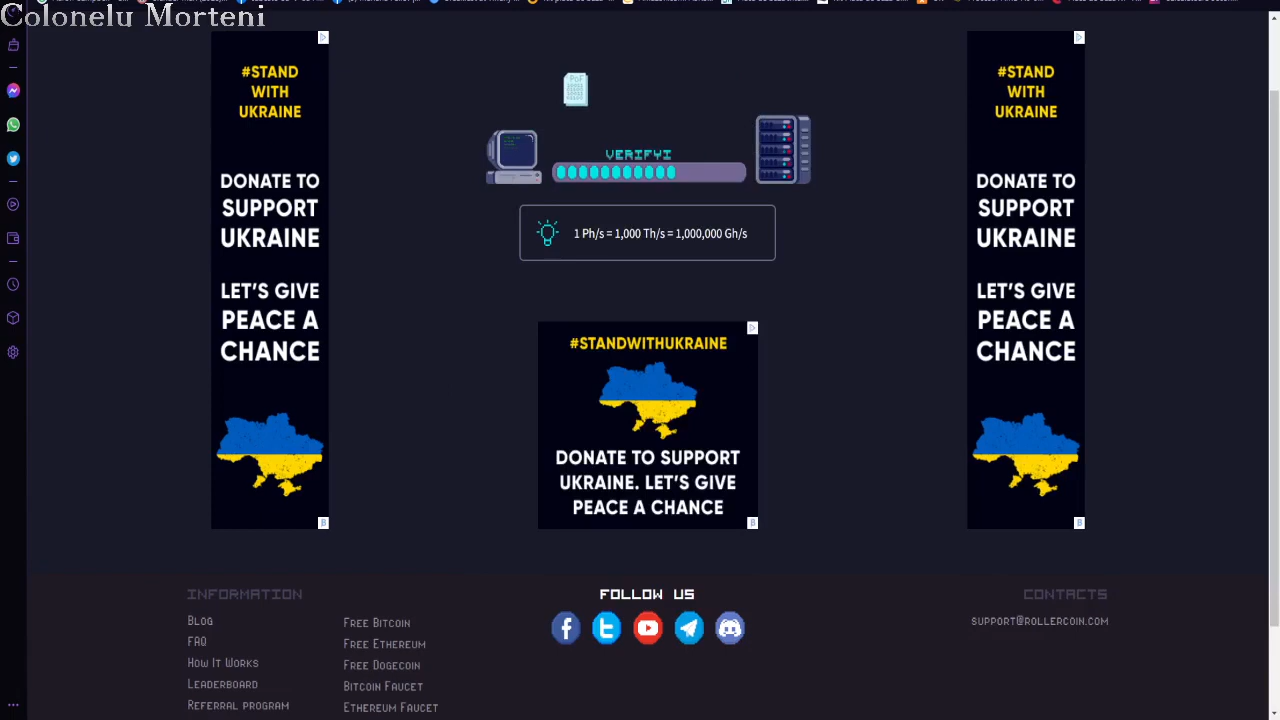 Colonelu Morteni
#STAND
WITH
UKRAINE
DONATE TO
SUPPORT
UKRAINE
LET'S GIVE
PEACE A
CHANCE
PoF
VERIFYI
1 Ph/s = 1,000 Th/s = 1,000,000 Gh/s
#STANDWITHUKRAINE
DONATE TO SUPPORT
UKRAINE. LET'S GIVE
PEACE A CHANCE
#STAND
WITH
UKRAINE
DONATE TO
SUPPORT
UKRAINE
LET'S GIVE
PEACE A
CHANCE
INFORMATION
BLOG
FAQ
HOW IT WORKS
LEADERBOARD
REFERRAL PROGRAM
FREE BITCOIN
FREE ETHEREUM
FREE DOGECOIN
BITCOIN FAUCET
ETHEREUM FAUCET
FOLLOW US
CONTACTS
SUPPORT@ROLLERCOIN.COM